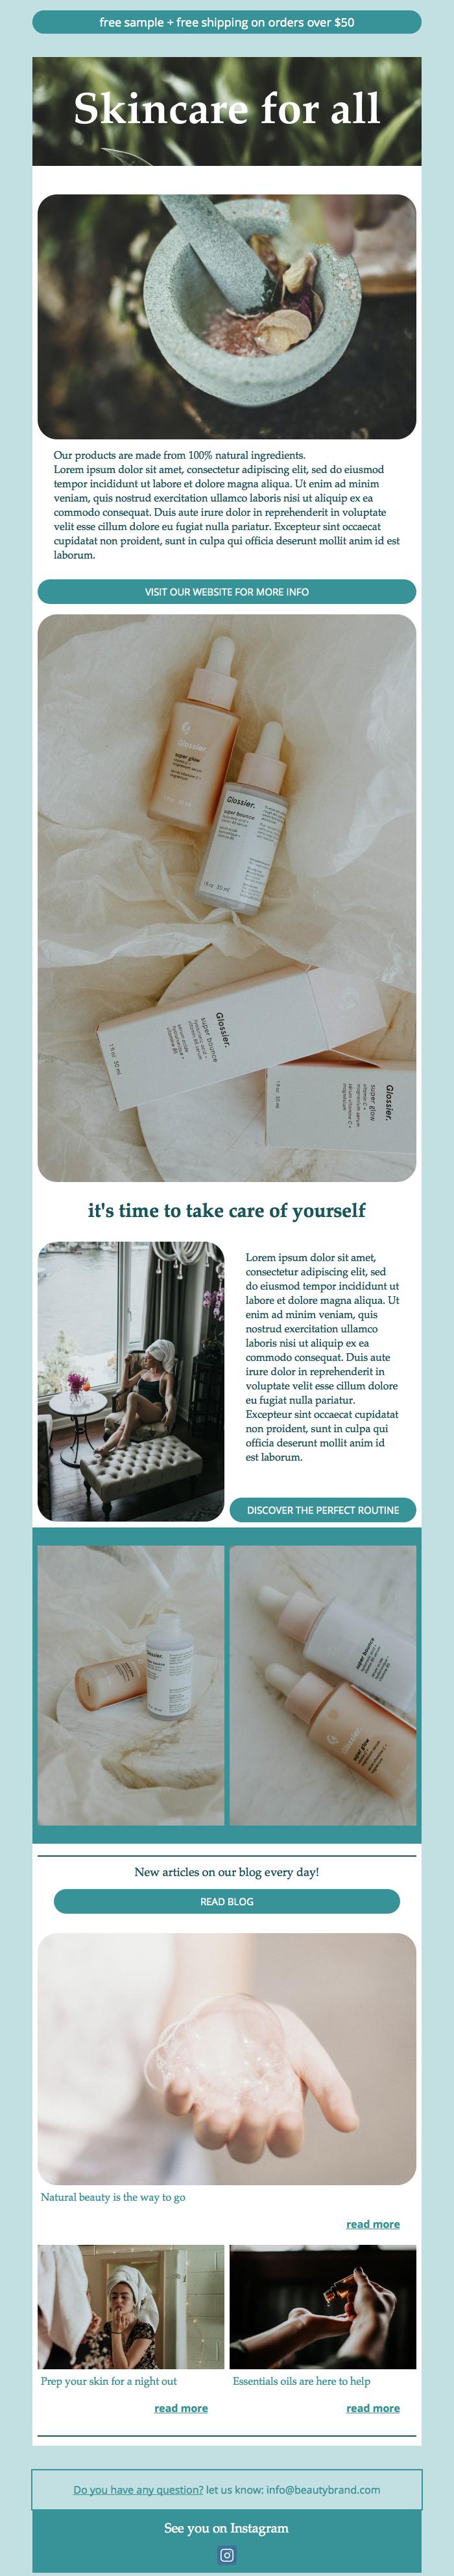 free sample + free shipping on orders over $50
Skincare for all
Our products are made from 100% natural ingredients.
Lorem ipsum dolor sit amet, consectetur adipiscing elit, sed do eiusmod
tempor incididunt ut labore et dolore magna aliqua. Ut enim ad minim
veniam, quis nostrud exercitation ullamco laboris nisi ut aliquip ex ea
commodo consequat. Duis aute irure dolor in reprehenderit in voluptate
velit esse cillum dolore eu fugiat nulla pariatur. Excepteur sint occaecat
cupidatat non proident, sunt in culpa qui officia deserunt mollit anim id est
laborum.
VISIT OUR WEBSITE FOR MORE INFO
Glossier.
super glow
Glossier.
super bounce
Glossier.
super bounce
Glossier.
super glow
it's time to take care of yourself
Lorem ipsum dolor sit amet,
consectetur adipiscing elit, sed
do eiusmod tempor incididunt ut
labore et dolore magna aliqua. Ut
enim ad minim veniam, quis
nostrud exercitation ullamco
laboris nisi ut aliquip ex ea
commodo consequat. Duis aute
irure dolor in reprehenderit in
voluptate velit esse cillum dolore
eu fugiat nulla pariatur.
Excepteur sint occaecat cupidatat
non proident, sunt in culpa qui
officia deserunt mollit anim id
est laborum.
DISCOVER THE PERFECT ROUTINE
Glossier.
super bounce
super bounce
Glossier.
super glow
New articles on our blog every day!
READ BLOG
Natural beauty is the way to go
read more
Prep your skin for a night out
read more
Essentials oils are here to help
read more
Do you have any question? let us know: info@beautybrand.com
See you on Instagram